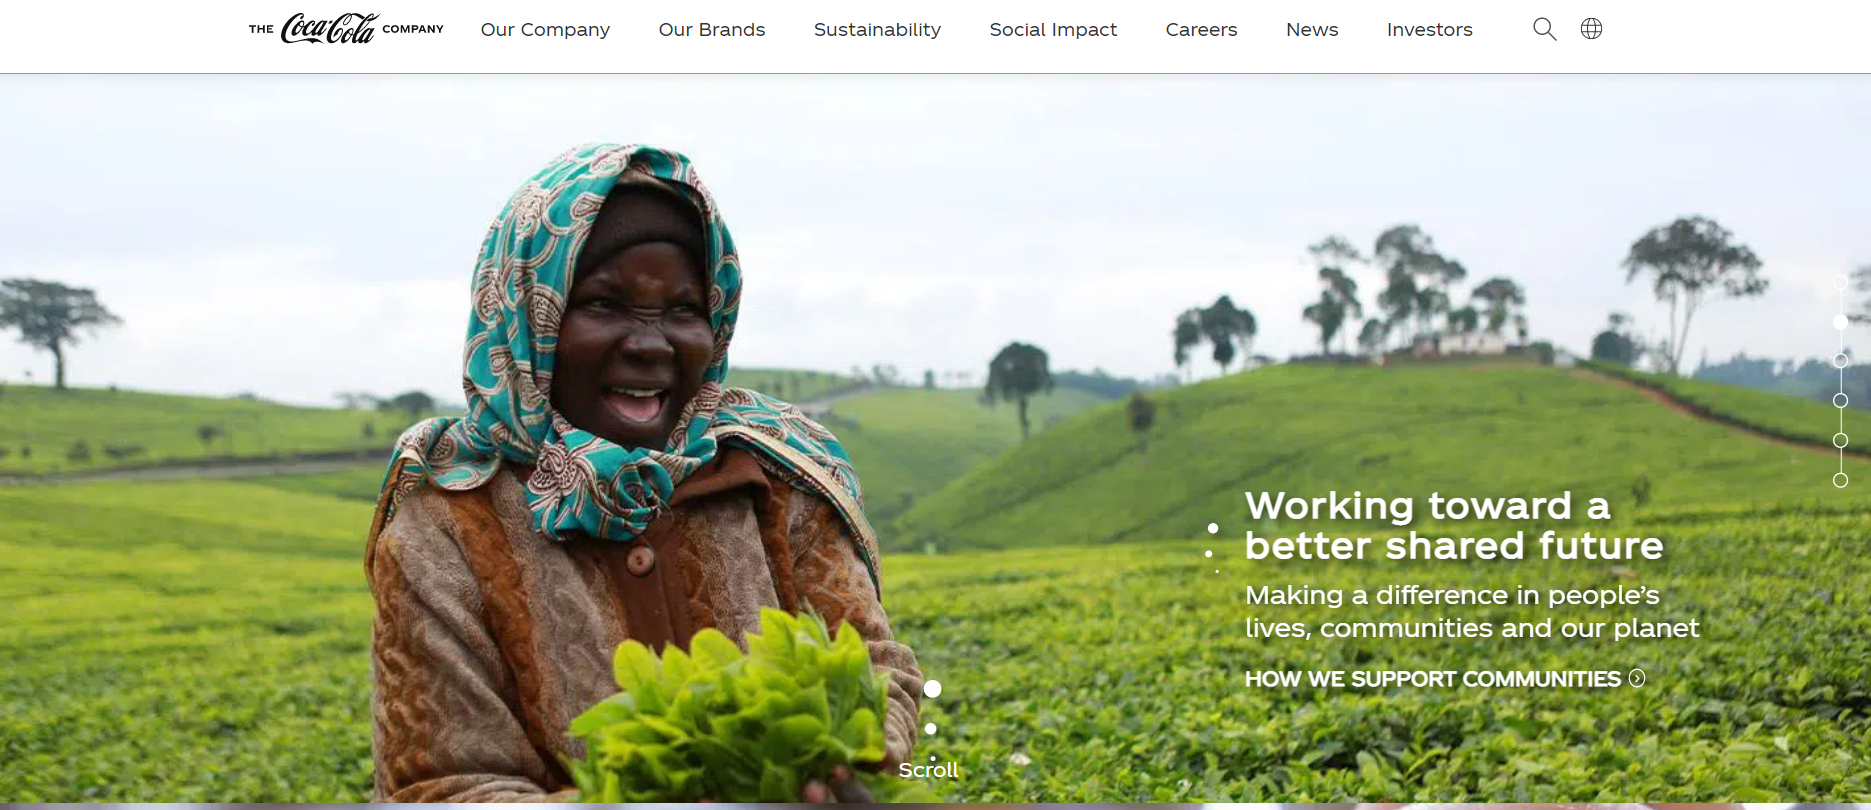 THE Coca-Cola COMPANY
Our Company
Our Brands
Sustainability
Social Impact
Careers
News
Investors
Working toward a
better shared future
Making a difference in people’s
lives, communities and our planet
HOW WE SUPPORT COMMUNITIES
Scroll